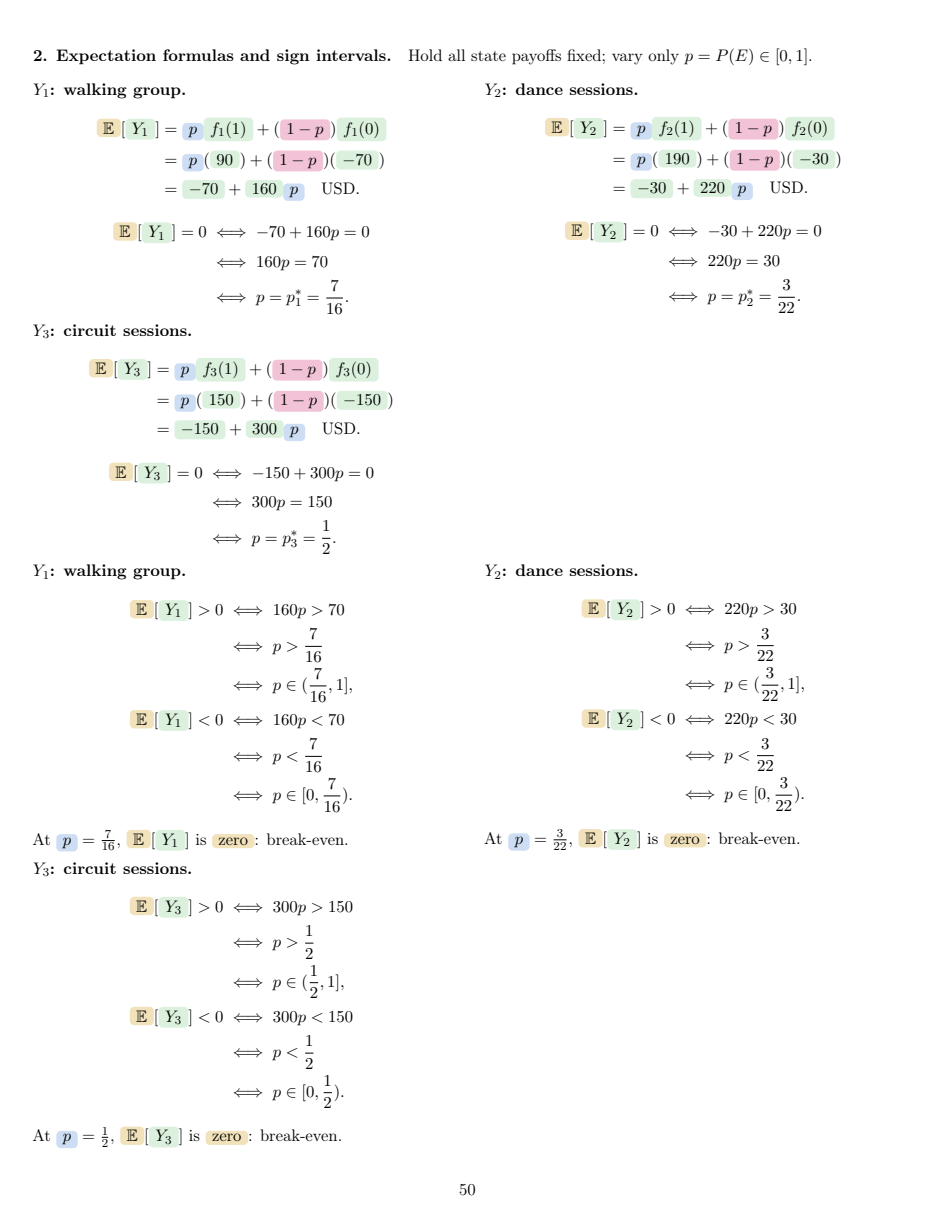 2. Expectation formulas and sign intervals. Hold all state payoffs fixed; vary only p = P(E) ∈ [0, 1].
Y₁: walking group.
𝔼 [ Y₁ ] = p f₁(1) + ( 1 − p ) f₁(0)
= p ( 90 ) + ( 1 − p )( −70 )
= −70 + 160 p USD.
𝔼 [ Y₁ ] = 0 ⟺ −70 + 160p = 0
⟺ 160p = 70
⟺ p = p₁* = 7/16.
Y₂: dance sessions.
𝔼 [ Y₂ ] = p f₂(1) + ( 1 − p ) f₂(0)
= p ( 190 ) + ( 1 − p )( −30 )
= −30 + 220 p USD.
𝔼 [ Y₂ ] = 0 ⟺ −30 + 220p = 0
⟺ 220p = 30
⟺ p = p₂* = 3/22.
Y₃: circuit sessions.
𝔼 [ Y₃ ] = p f₃(1) + ( 1 − p ) f₃(0)
= p ( 150 ) + ( 1 − p )( −150 )
= −150 + 300 p USD.
𝔼 [ Y₃ ] = 0 ⟺ −150 + 300p = 0
⟺ 300p = 150
⟺ p = p₃* = 1/2.
Y₁: walking group.
𝔼 [ Y₁ ] > 0 ⟺ 160p > 70
⟺ p > 7/16
⟺ p ∈ (7/16, 1],
𝔼 [ Y₁ ] < 0 ⟺ 160p < 70
⟺ p < 7/16
⟺ p ∈ [0, 7/16).
At p = 7/16, 𝔼 [ Y₁ ] is zero : break-even.
Y₂: dance sessions.
𝔼 [ Y₂ ] > 0 ⟺ 220p > 30
⟺ p > 3/22
⟺ p ∈ (3/22, 1],
𝔼 [ Y₂ ] < 0 ⟺ 220p < 30
⟺ p < 3/22
⟺ p ∈ [0, 3/22).
At p = 3/22, 𝔼 [ Y₂ ] is zero : break-even.
Y₃: circuit sessions.
𝔼 [ Y₃ ] > 0 ⟺ 300p > 150
⟺ p > 1/2
⟺ p ∈ (1/2, 1],
𝔼 [ Y₃ ] < 0 ⟺ 300p < 150
⟺ p < 1/2
⟺ p ∈ [0, 1/2).
At p = 1/2, 𝔼 [ Y₃ ] is zero : break-even.
50